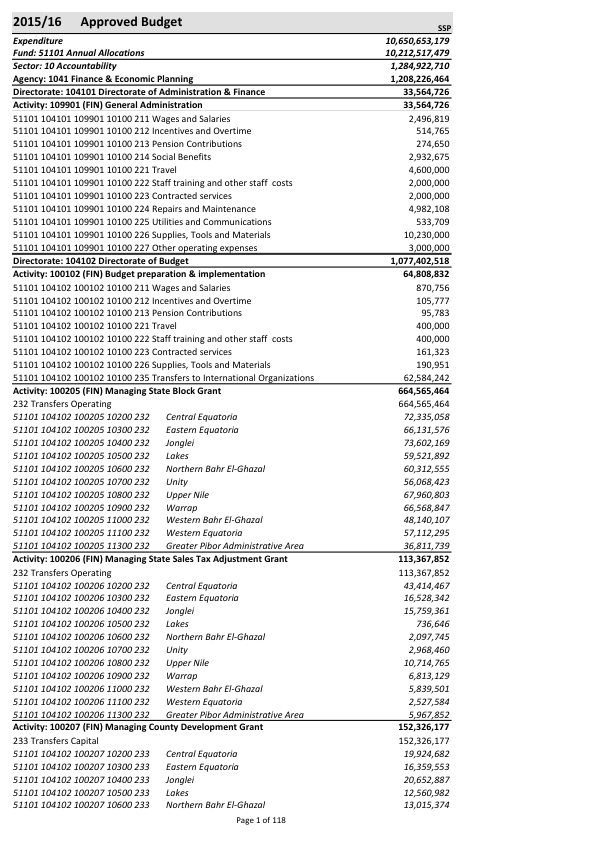 2015/16 Approved Budget
SSP
Expenditure 10,650,653,179
Fund: 51101 Annual Allocations 10,212,517,479
Sector: 10 Accountability 1,284,922,710
Agency: 1041 Finance & Economic Planning 1,208,226,464
Directorate: 104101 Directorate of Administration & Finance 33,564,726
Activity: 109901 (FIN) General Administration 33,564,726
51101 104101 109901 10100 211 Wages and Salaries 2,496,819
51101 104101 109901 10100 212 Incentives and Overtime 514,765
51101 104101 109901 10100 213 Pension Contributions 274,650
51101 104101 109901 10100 214 Social Benefits 2,932,675
51101 104101 109901 10100 221 Travel 4,600,000
51101 104101 109901 10100 222 Staff training and other staff costs 2,000,000
51101 104101 109901 10100 223 Contracted services 2,000,000
51101 104101 109901 10100 224 Repairs and Maintenance 4,982,108
51101 104101 109901 10100 225 Utilities and Communications 533,709
51101 104101 109901 10100 226 Supplies, Tools and Materials 10,230,000
51101 104101 109901 10100 227 Other operating expenses 3,000,000
Directorate: 104102 Directorate of Budget 1,077,402,518
Activity: 100102 (FIN) Budget preparation & implementation 64,808,832
51101 104102 100102 10100 211 Wages and Salaries 870,756
51101 104102 100102 10100 212 Incentives and Overtime 105,777
51101 104102 100102 10100 213 Pension Contributions 95,783
51101 104102 100102 10100 221 Travel 400,000
51101 104102 100102 10100 222 Staff training and other staff costs 400,000
51101 104102 100102 10100 223 Contracted services 161,323
51101 104102 100102 10100 226 Supplies, Tools and Materials 190,951
51101 104102 100102 10100 235 Transfers to International Organizations 62,584,242
Activity: 100205 (FIN) Managing State Block Grant 664,565,464
232 Transfers Operating 664,565,464
51101 104102 100205 10200 232 Central Equatoria 72,335,058
51101 104102 100205 10300 232 Eastern Equatoria 66,131,576
51101 104102 100205 10400 232 Jonglei 73,602,169
51101 104102 100205 10500 232 Lakes 59,521,892
51101 104102 100205 10600 232 Northern Bahr El-Ghazal 60,312,555
51101 104102 100205 10700 232 Unity 56,068,423
51101 104102 100205 10800 232 Upper Nile 67,960,803
51101 104102 100205 10900 232 Warrap 66,568,847
51101 104102 100205 11000 232 Western Bahr El-Ghazal 48,140,107
51101 104102 100205 11100 232 Western Equatoria 57,112,295
51101 104102 100205 11300 232 Greater Pibor Administrative Area 36,811,739
Activity: 100206 (FIN) Managing State Sales Tax Adjustment Grant 113,367,852
232 Transfers Operating 113,367,852
51101 104102 100206 10200 232 Central Equatoria 43,414,467
51101 104102 100206 10300 232 Eastern Equatoria 16,528,342
51101 104102 100206 10400 232 Jonglei 15,759,361
51101 104102 100206 10500 232 Lakes 736,646
51101 104102 100206 10600 232 Northern Bahr El-Ghazal 2,097,745
51101 104102 100206 10700 232 Unity 2,968,460
51101 104102 100206 10800 232 Upper Nile 10,714,765
51101 104102 100206 10900 232 Warrap 6,813,129
51101 104102 100206 11000 232 Western Bahr El-Ghazal 5,839,501
51101 104102 100206 11100 232 Western Equatoria 2,527,584
51101 104102 100206 11300 232 Greater Pibor Administrative Area 5,967,852
Activity: 100207 (FIN) Managing County Development Grant 152,326,177
233 Transfers Capital 152,326,177
51101 104102 100207 10200 233 Central Equatoria 19,924,682
51101 104102 100207 10300 233 Eastern Equatoria 16,359,553
51101 104102 100207 10400 233 Jonglei 20,652,887
51101 104102 100207 10500 233 Lakes 12,560,982
51101 104102 100207 10600 233 Northern Bahr El-Ghazal 13,015,374
Page 1 of 118